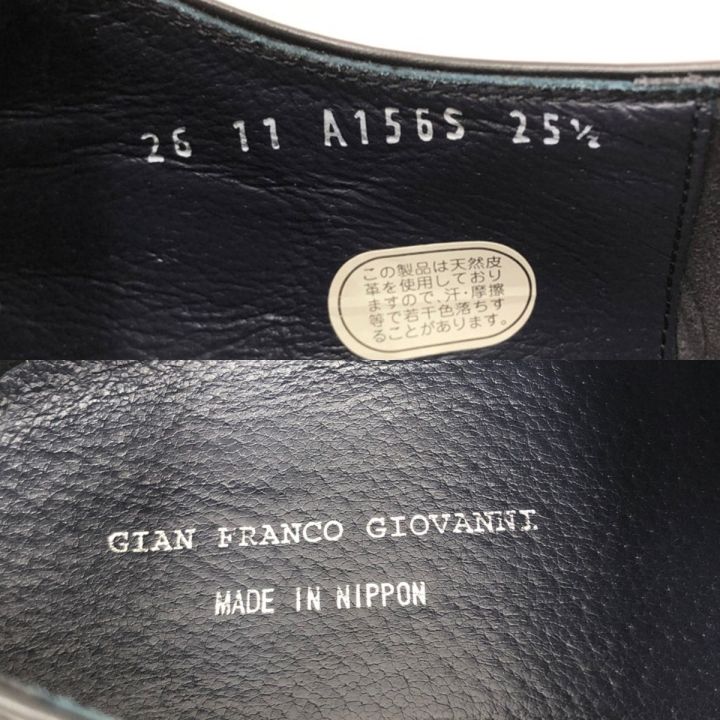 26 11 A156S 25½
この製品は天然皮
革を使用しており
ますので、汗・摩擦
等で若干色落ちす
ることがあります。
GIAN FRANCO GIOVANNI.
MADE IN NIPPON